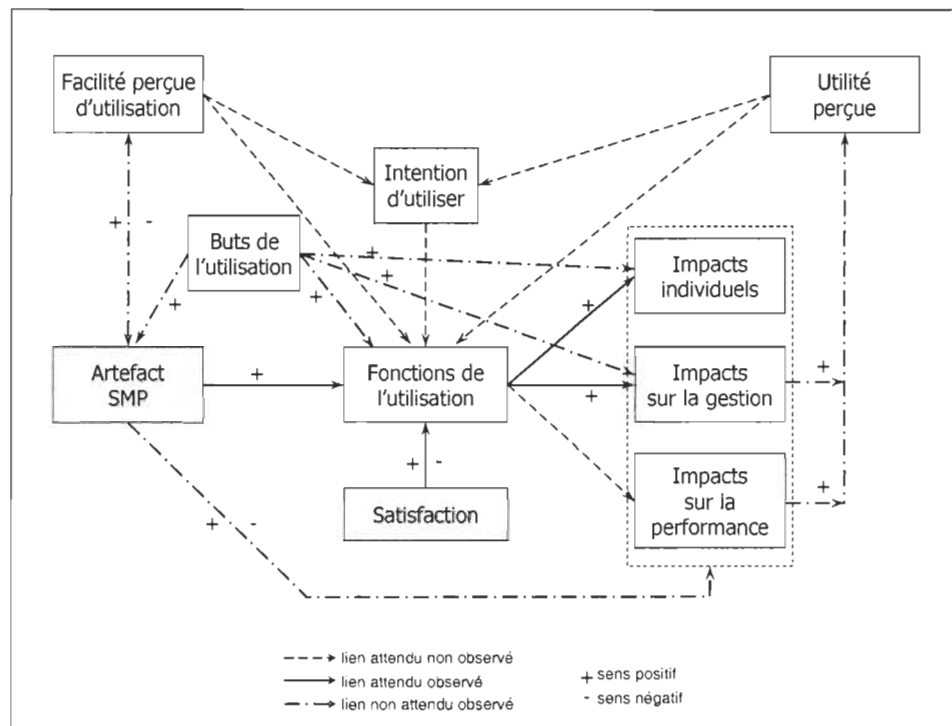 Facilité perçue
d'utilisation
Utilité
perçue
Intention
d'utiliser
+ -
Buts de
l'utilisation
+
+
+
+
Impacts
individuels
+
Artefact
SMP
+
Fonctions de
l'utilisation
+
Impacts
sur la gestion
+
+ -
Satisfaction
Impacts
sur la
performance
+
+ -
lien attendu non observé
lien attendu observé
lien non attendu observé
+ sens positif
- sens négatif